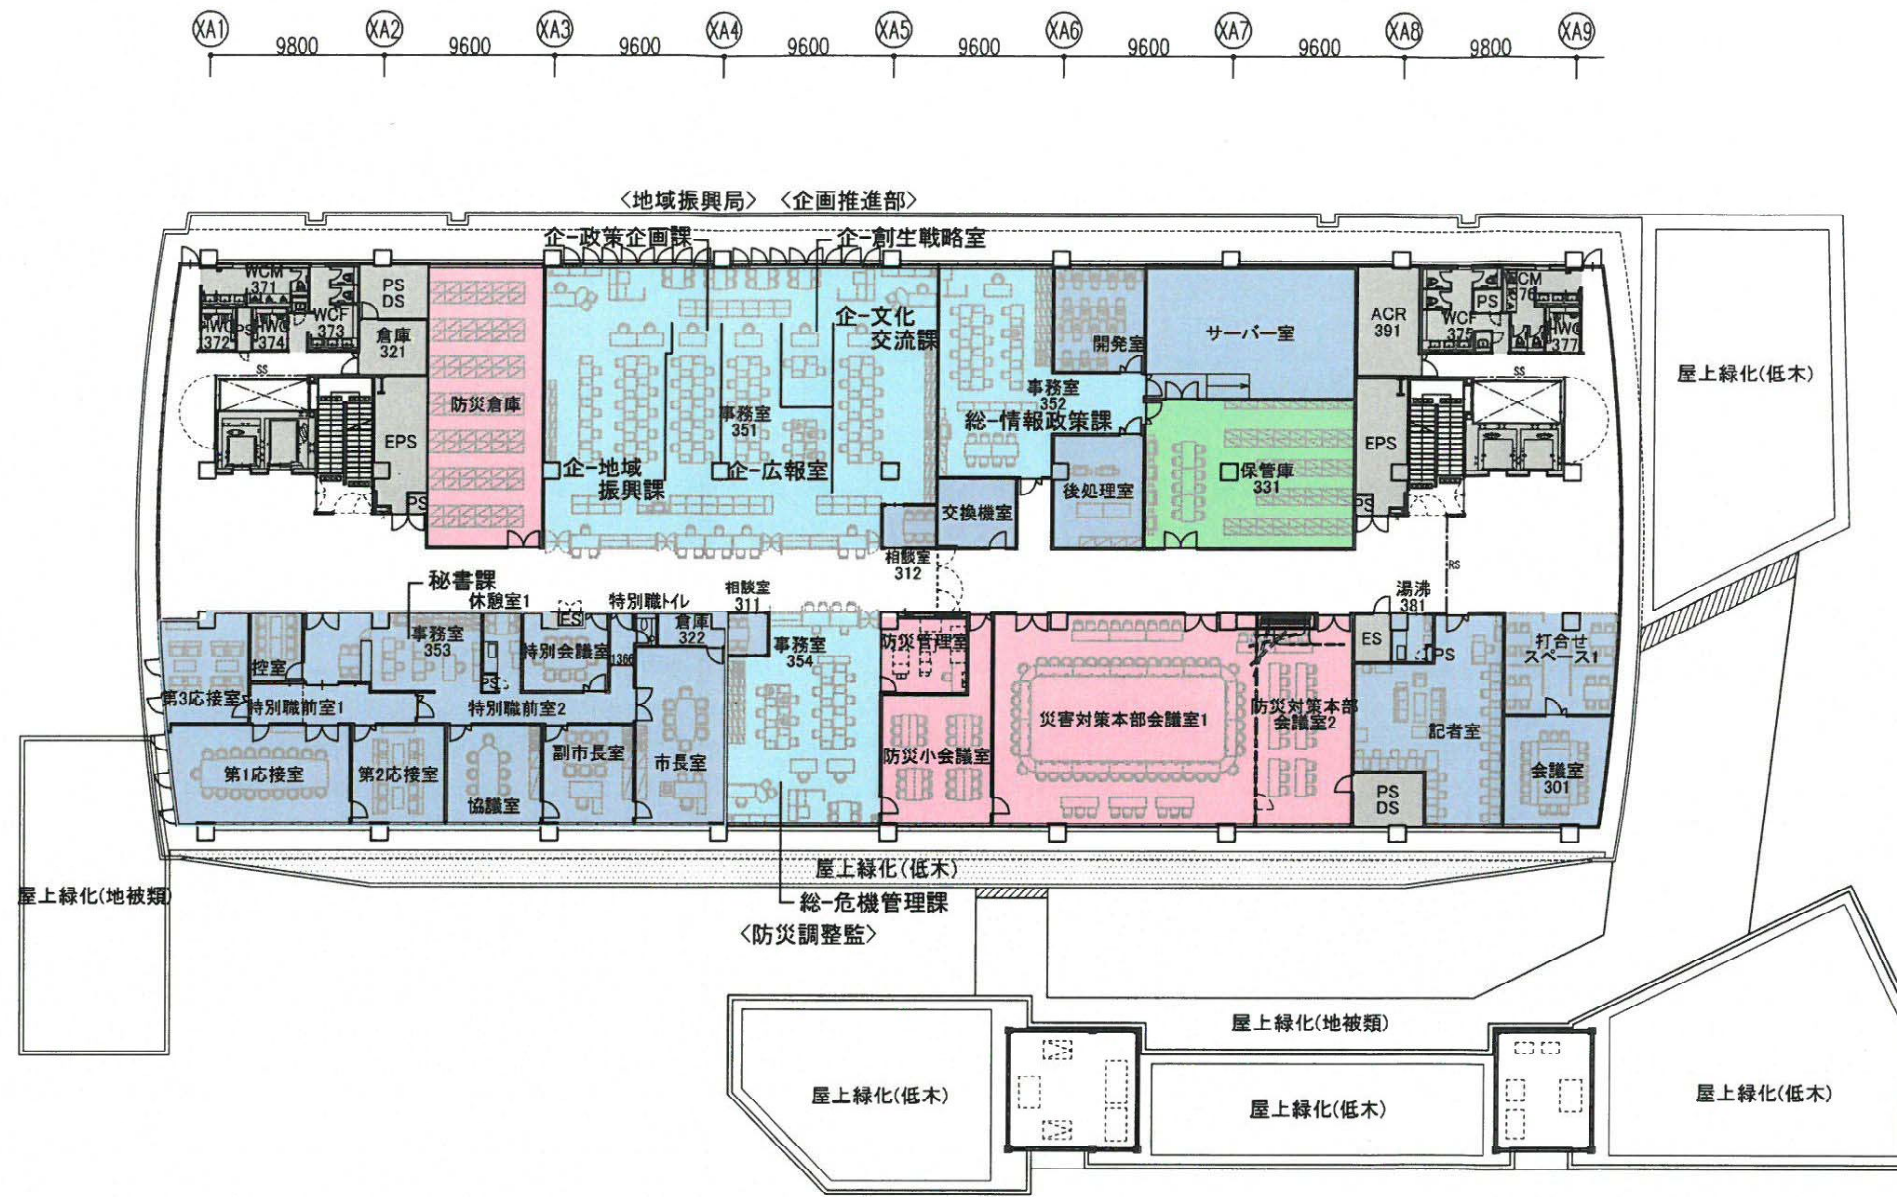 XA1 XA2 XA3 XA4 XA5 XA6 XA7 XA8 XA9
9800 9600 9600 9600 9600 9600 9600 9800
〈地域振興局〉 〈企画推進部〉
企-政策企画課
企-創生戦略室
WCM
371
PS
DS
WCF
373
HWC
372
PS
HWC
374
倉庫
321
SS
EPS
PS
防災倉庫
企-文化
交流課
事務室
351
企-地域
振興課
企-広報室
開発室
事務室
352
総-情報政策課
サーバー室
ACR
391
WCF
375
PS
HWC
377
SS
EPS
PS
後処理室
保管庫
331
交換機室
相談室
312
RS
屋上緑化(低木)
秘書課
休憩室1
特別職トイレ
相談室
311
湯沸
381
控室
事務室
353
ES
特別会議室
倉庫
322
1366
PS
第3応接室
特別職前室1
特別職前室2
事務室
354
防災管理室
ES
PS
打合せ
スペース1
第1応接室
第2応接室
協議室
副市長室
市長室
防災小会議室
災害対策本部会議室1
防災対策本部
会議室2
記者室
PS
DS
会議室
301
屋上緑化(低木)
屋上緑化(地被類)
総-危機管理課
〈防災調整監〉
屋上緑化(地被類)
屋上緑化(低木)
屋上緑化(低木)
屋上緑化(低木)